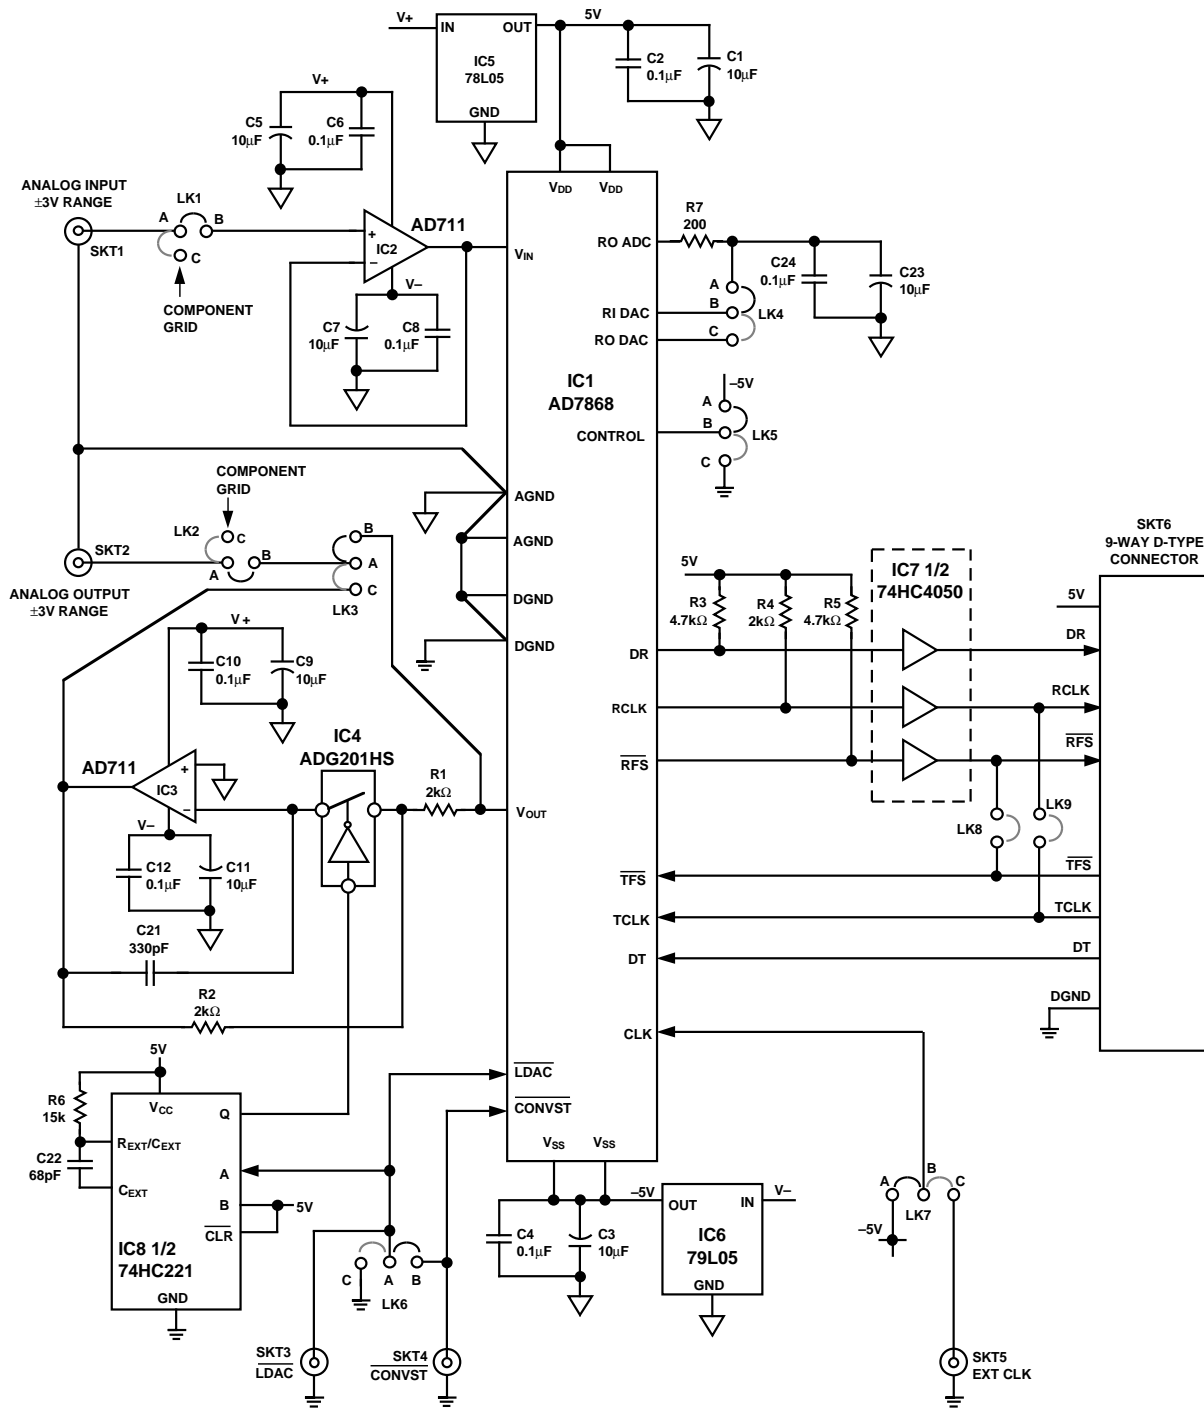 V+
IN
OUT
5V
IC5
78L05
GND
C2
0.1μF
C1
10μF
V+
C5
10μF
C6
0.1μF
ANALOG INPUT
±3V RANGE
LK1
A
B
C
SKT1
COMPONENT
GRID
AD711
+
IC2
–
V–
C7
10μF
C8
0.1μF
VDD
VDD
VIN
RO ADC
R7
200
C24
0.1μF
C23
10μF
A
B
C
LK4
RI DAC
RO DAC
IC1
AD7868
–5V
A
B
C
LK5
CONTROL
AGND
AGND
DGND
DGND
COMPONENT
GRID
LK2
C
A
B
SKT2
ANALOG OUTPUT
±3V RANGE
B
A
C
LK3
V+
C10
0.1μF
C9
10μF
AD711
+
IC3
–
V–
C12
0.1μF
C11
10μF
IC4
ADG201HS
R1
2kΩ
VOUT
C21
330pF
R2
2kΩ
5V
R3
4.7kΩ
R4
2kΩ
R5
4.7kΩ
IC7 1/2
74HC4050
SKT6
9-WAY D-TYPE
CONNECTOR
5V
DR
DR
RCLK
RCLK
RFS
RFS
LK8
LK9
TFS
TFS
TCLK
TCLK
DT
DT
DGND
CLK
5V
R6
15k
C22
68pF
VCC
Q
REXT/CEXT
A
CEXT
B
5V
CLR
IC8 1/2
74HC221
GND
LDAC
CONVST
VSS
VSS
C
A
B
LK6
SKT3
LDAC
SKT4
CONVST
C4
0.1μF
C3
10μF
–5V
OUT
IN
V–
IC6
79L05
GND
A
B
C
LK7
–5V
SKT5
EXT CLK